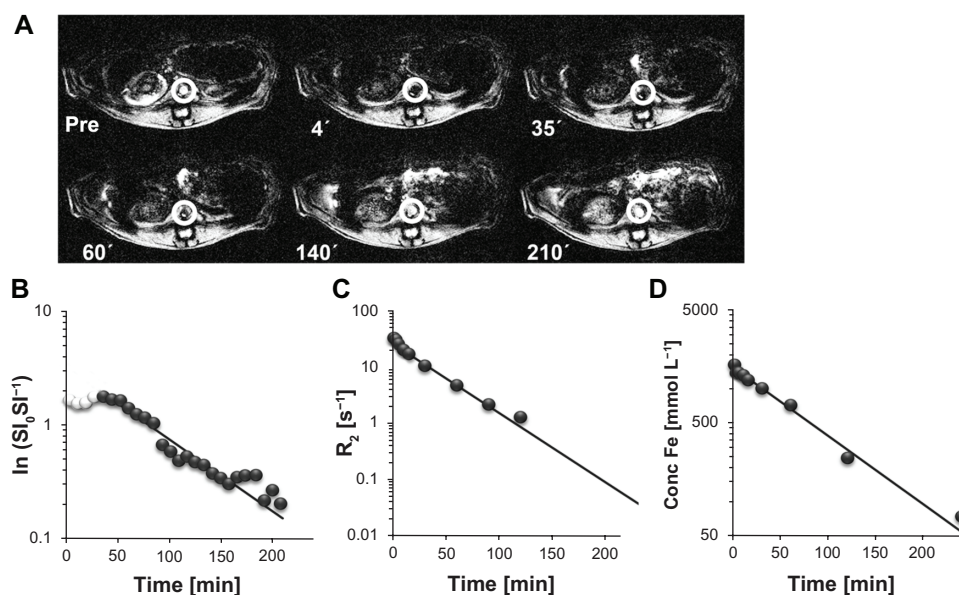 A
Pre
4´
35´
60´
140´
210´
B
10
1
0.1
ln (SI₀SI⁻¹)
0
50
100
150
200
Time [min]
C
100
10
1
0.1
0.01
R₂ [s⁻¹]
0
50
100
150
200
Time [min]
D
5000
500
50
Conc Fe [mmol L⁻¹]
0
50
100
150
200
Time [min]